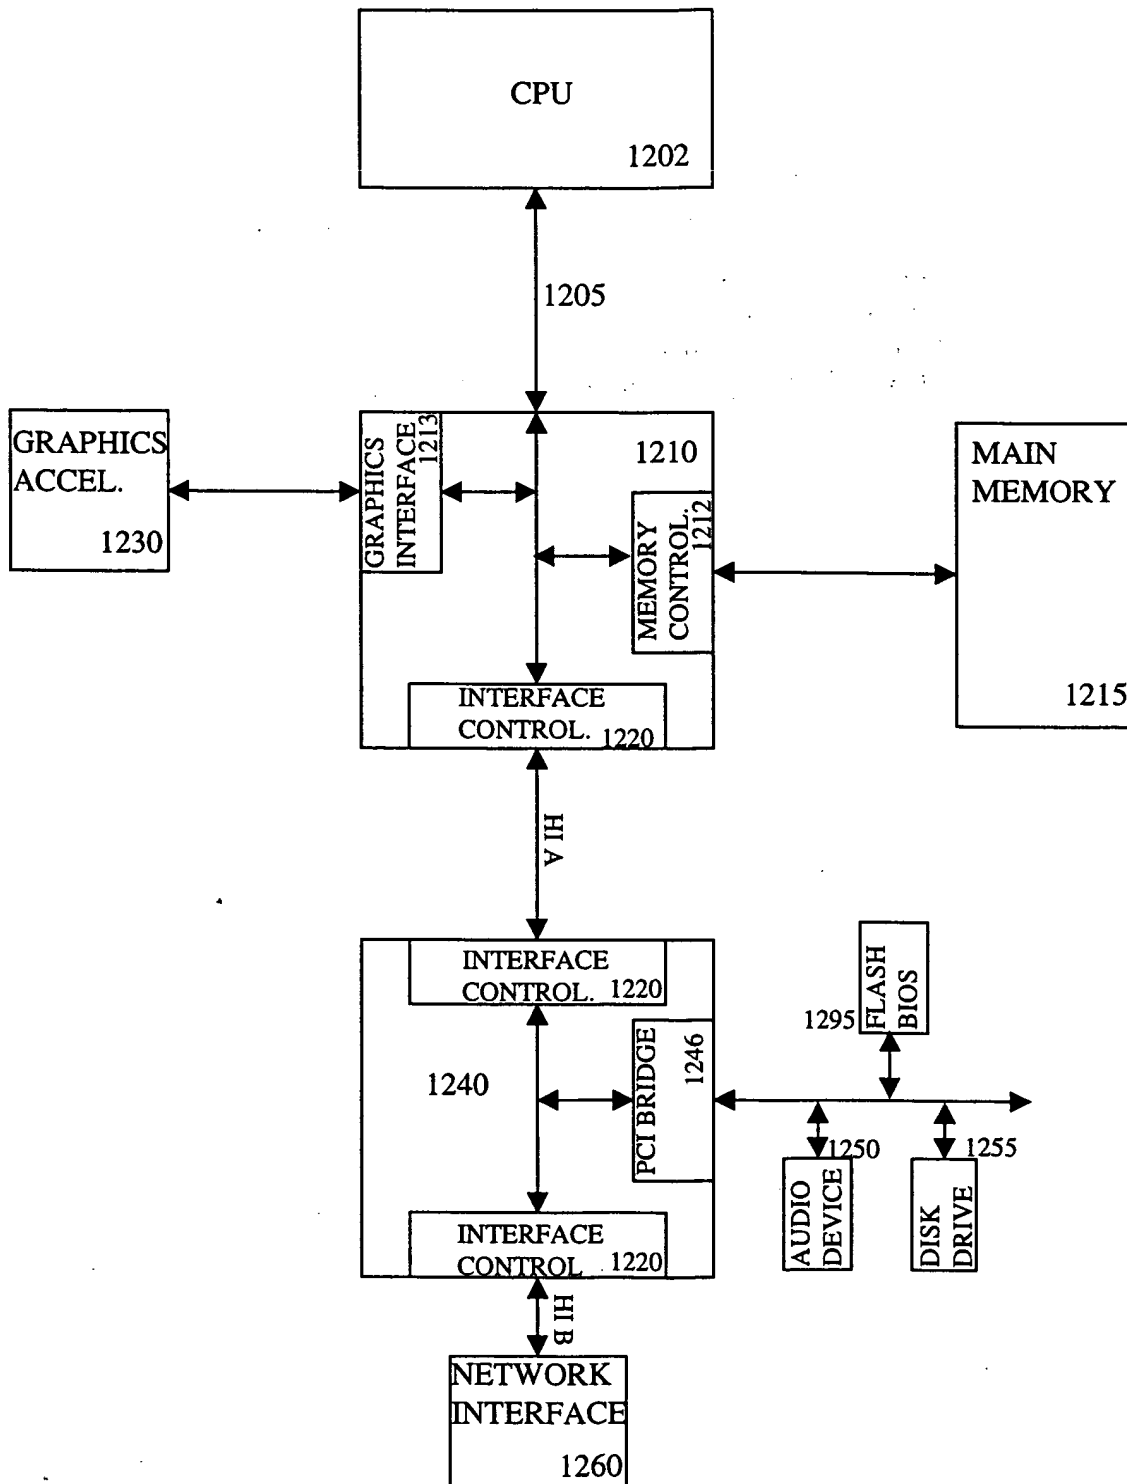 CPU
1202
1205
GRAPHICS
ACCEL.
1230
GRAPHICS
INTERFACE
1213
1210
MEMORY
CONTROL.
1212
MAIN
MEMORY
1215
INTERFACE
CONTROL.
1220
HI A
INTERFACE
CONTROL.
1220
1240
PCI BRIDGE
1246
1295
FLASH
BIOS
1250
AUDIO
DEVICE
1255
DISK
DRIVE
INTERFACE
CONTROL
1220
HI B
NETWORK
INTERFACE
1260